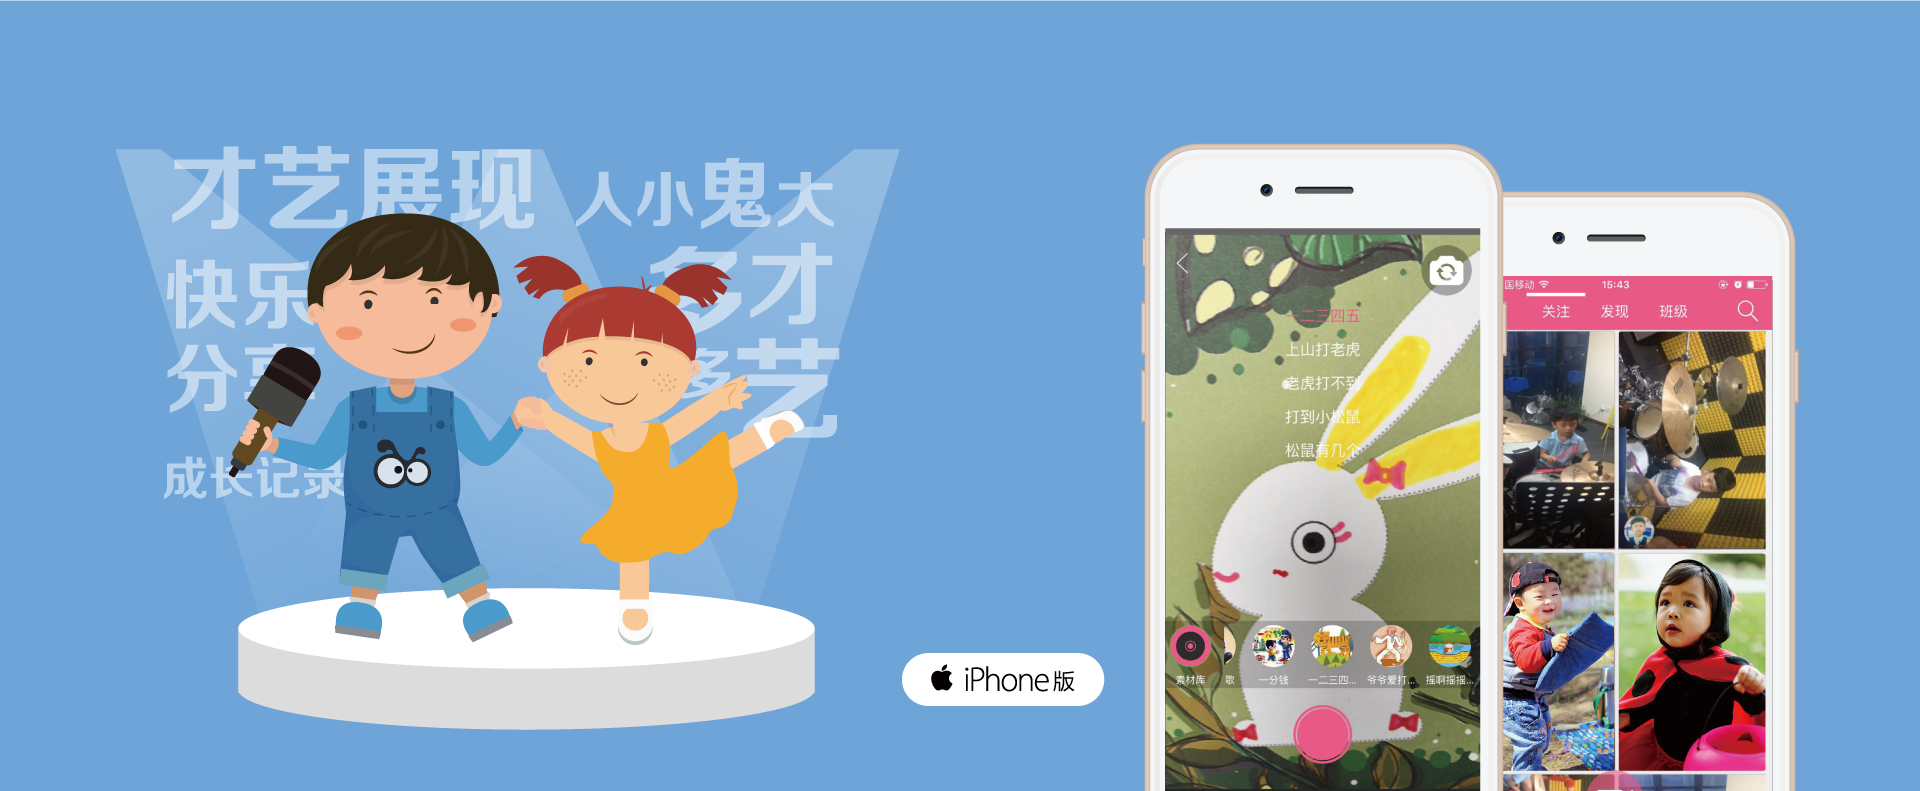 才艺展现
人小鬼大
快乐
多才
分享
多艺
成长记录
iPhone版
一二三四五
上山打老虎
老虎打不到
打到小松鼠
松鼠有几个
素材库
歌
一分钱
一二三四...
爷爷爱打...
摇啊摇摇...
国移动
15:43
关注
发现
班级